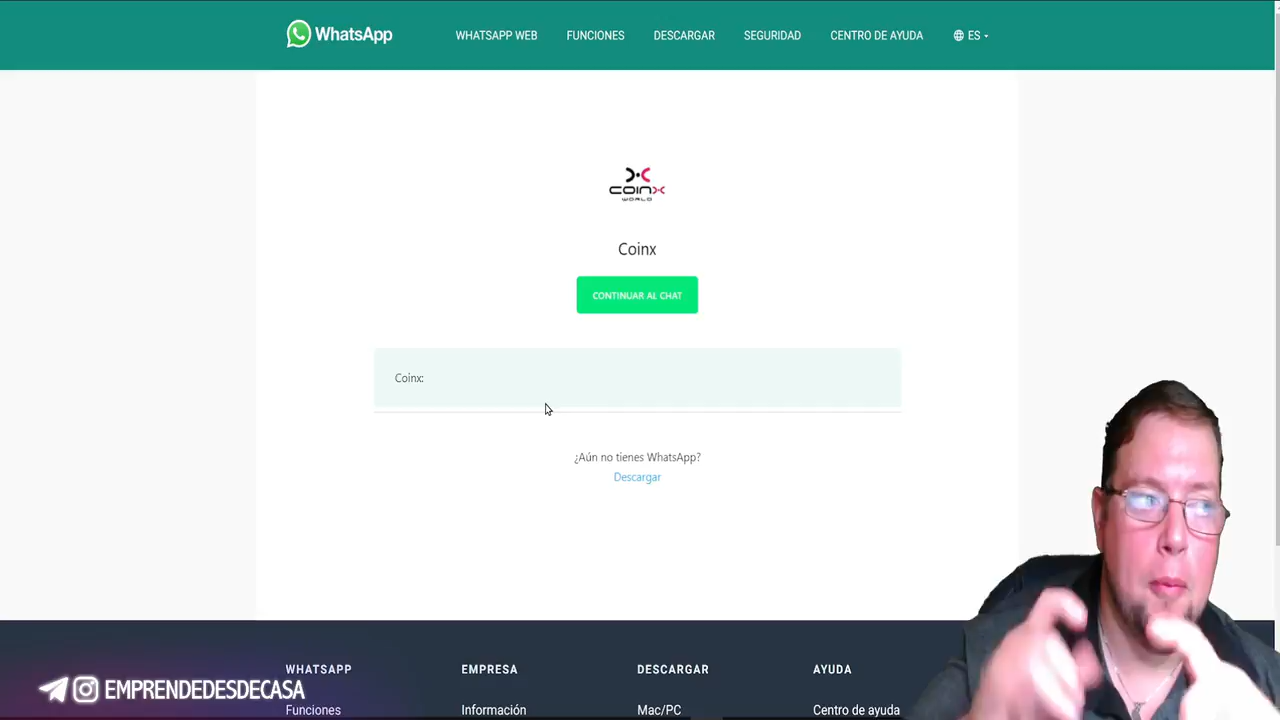 WhatsApp WHATSAPP WEB FUNCIONES DESCARGAR SEGURIDAD CENTRO DE AYUDA ES
COINX
WORLD
Coinx
CONTINUAR AL CHAT
Coinx:
¿Aún no tienes WhatsApp?
Descargar
WHATSAPP EMPRESA DESCARGAR AYUDA
EMPRENDEDESDECASA
Funciones Información Mac/PC Centro de ayuda